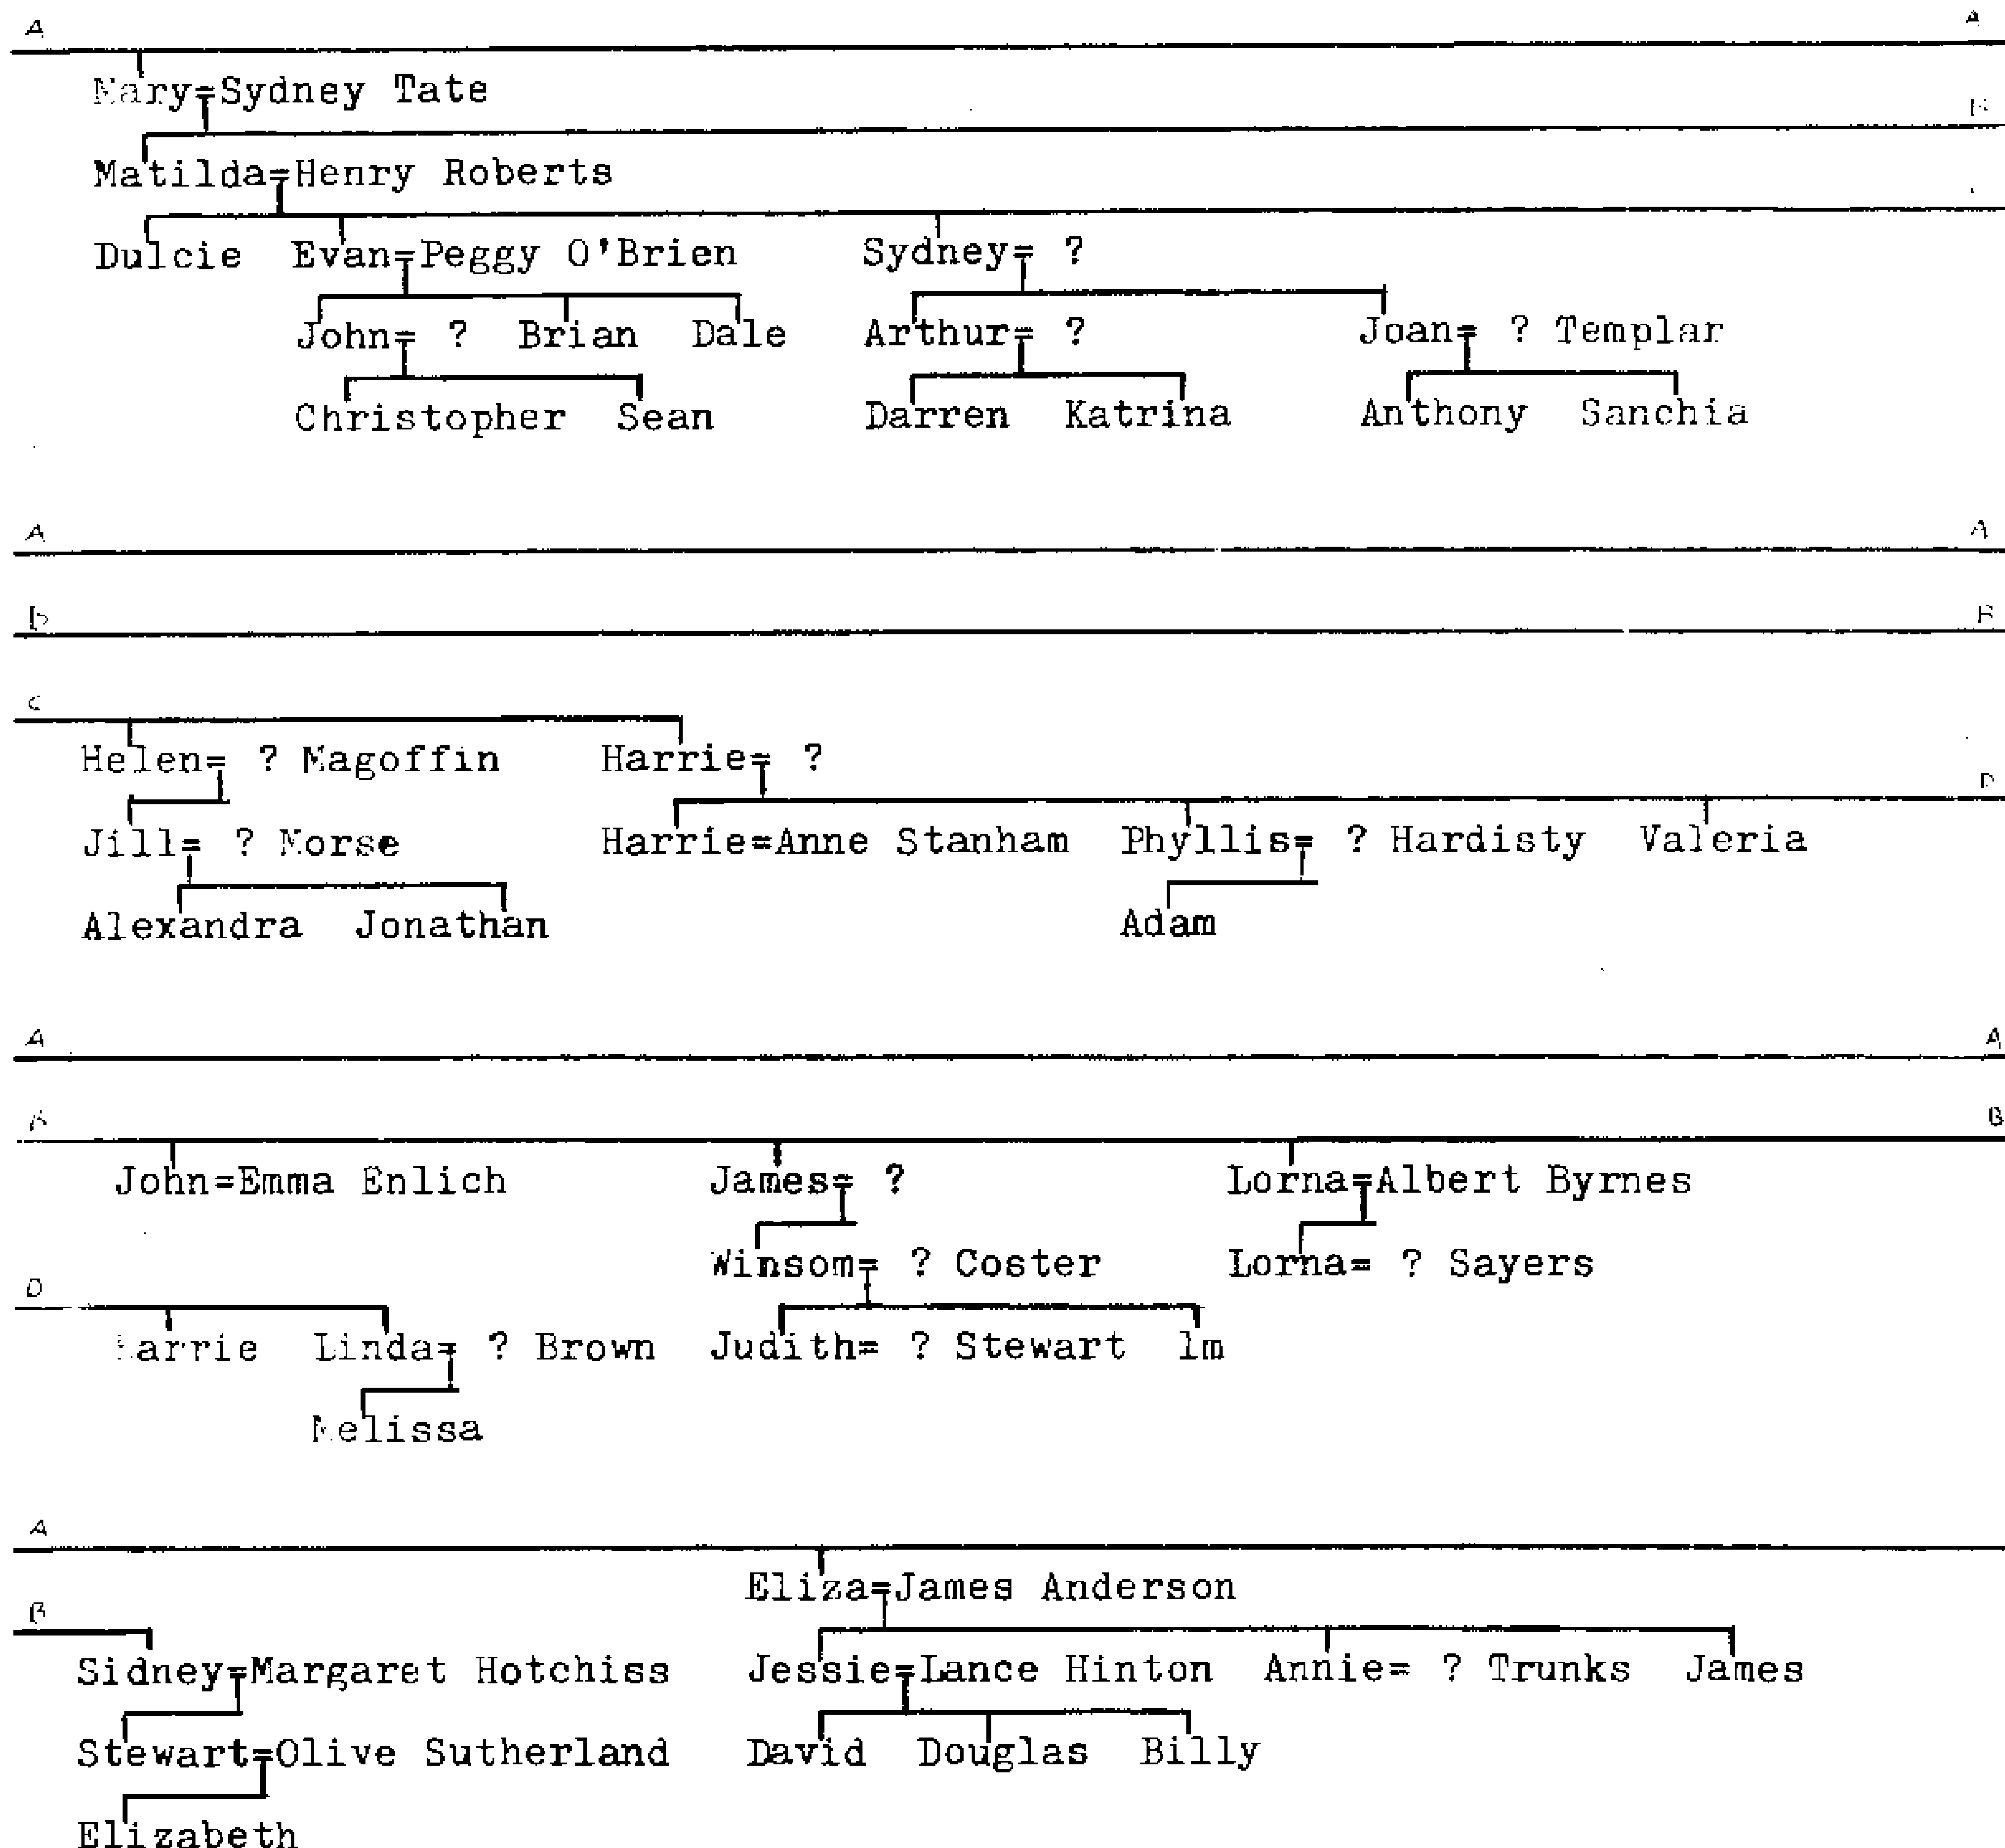 A A
Mary=Sydney Tate
Matilda=Henry Roberts
Dulcie Evan=Peggy O'Brien Sydney= ?
John= ? Brian Dale Arthur= ? Joan= ? Templar
Christopher Sean Darren Katrina Anthony Sanchia
A A
C
Helen= ? Magoffin Harrie= ?
Jill= ? Morse Harrie=Anne Stanham Phyllis= ? Hardisty Valeria
Alexandra Jonathan Adam
A A
B
John=Emma Enlich James= ? Lorna=Albert Byrnes
Winsom= ? Coster Lorna= ? Sayers
D
Harrie Linda= ? Brown Judith= ? Stewart lm
Melissa
A
Eliza=James Anderson
B
Sidney=Margaret Hotchiss Jessie=Lance Hinton Annie= ? Trunks James
Stewart=Olive Sutherland David Douglas Billy
Elizabeth